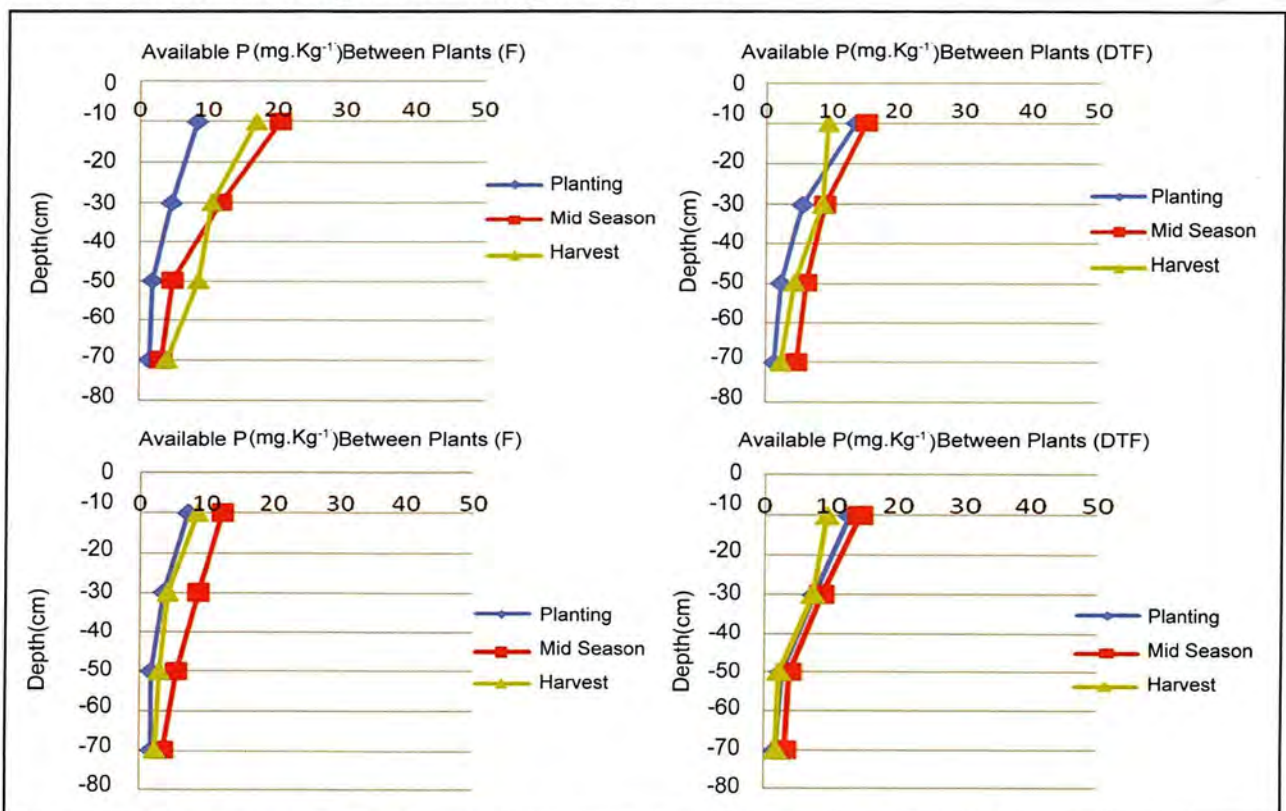 Available P(mg.Kg⁻¹)Between Plants (F)
0
0 10 20 30 40 50
-10
-20
-30
-40
-50
-60
-70
-80
Depth(cm)
Planting
Mid Season
Harvest
Available P(mg.Kg⁻¹)Between Plants (DTF)
0
0 10 20 30 40 50
-10
-20
-30
-40
-50
-60
-70
-80
Depth(cm)
Planting
Mid Season
Harvest
Available P(mg.Kg⁻¹)Between Plants (F)
0
0 10 20 30 40 50
-10
-20
-30
-40
-50
-60
-70
-80
Depth(cm)
Planting
Mid Season
Harvest
Available P(mg.Kg⁻¹)Between Plants (DTF)
0
0 10 20 30 40 50
-10
-20
-30
-40
-50
-60
-70
-80
Depth(cm)
Planting
Mid Season
Harvest